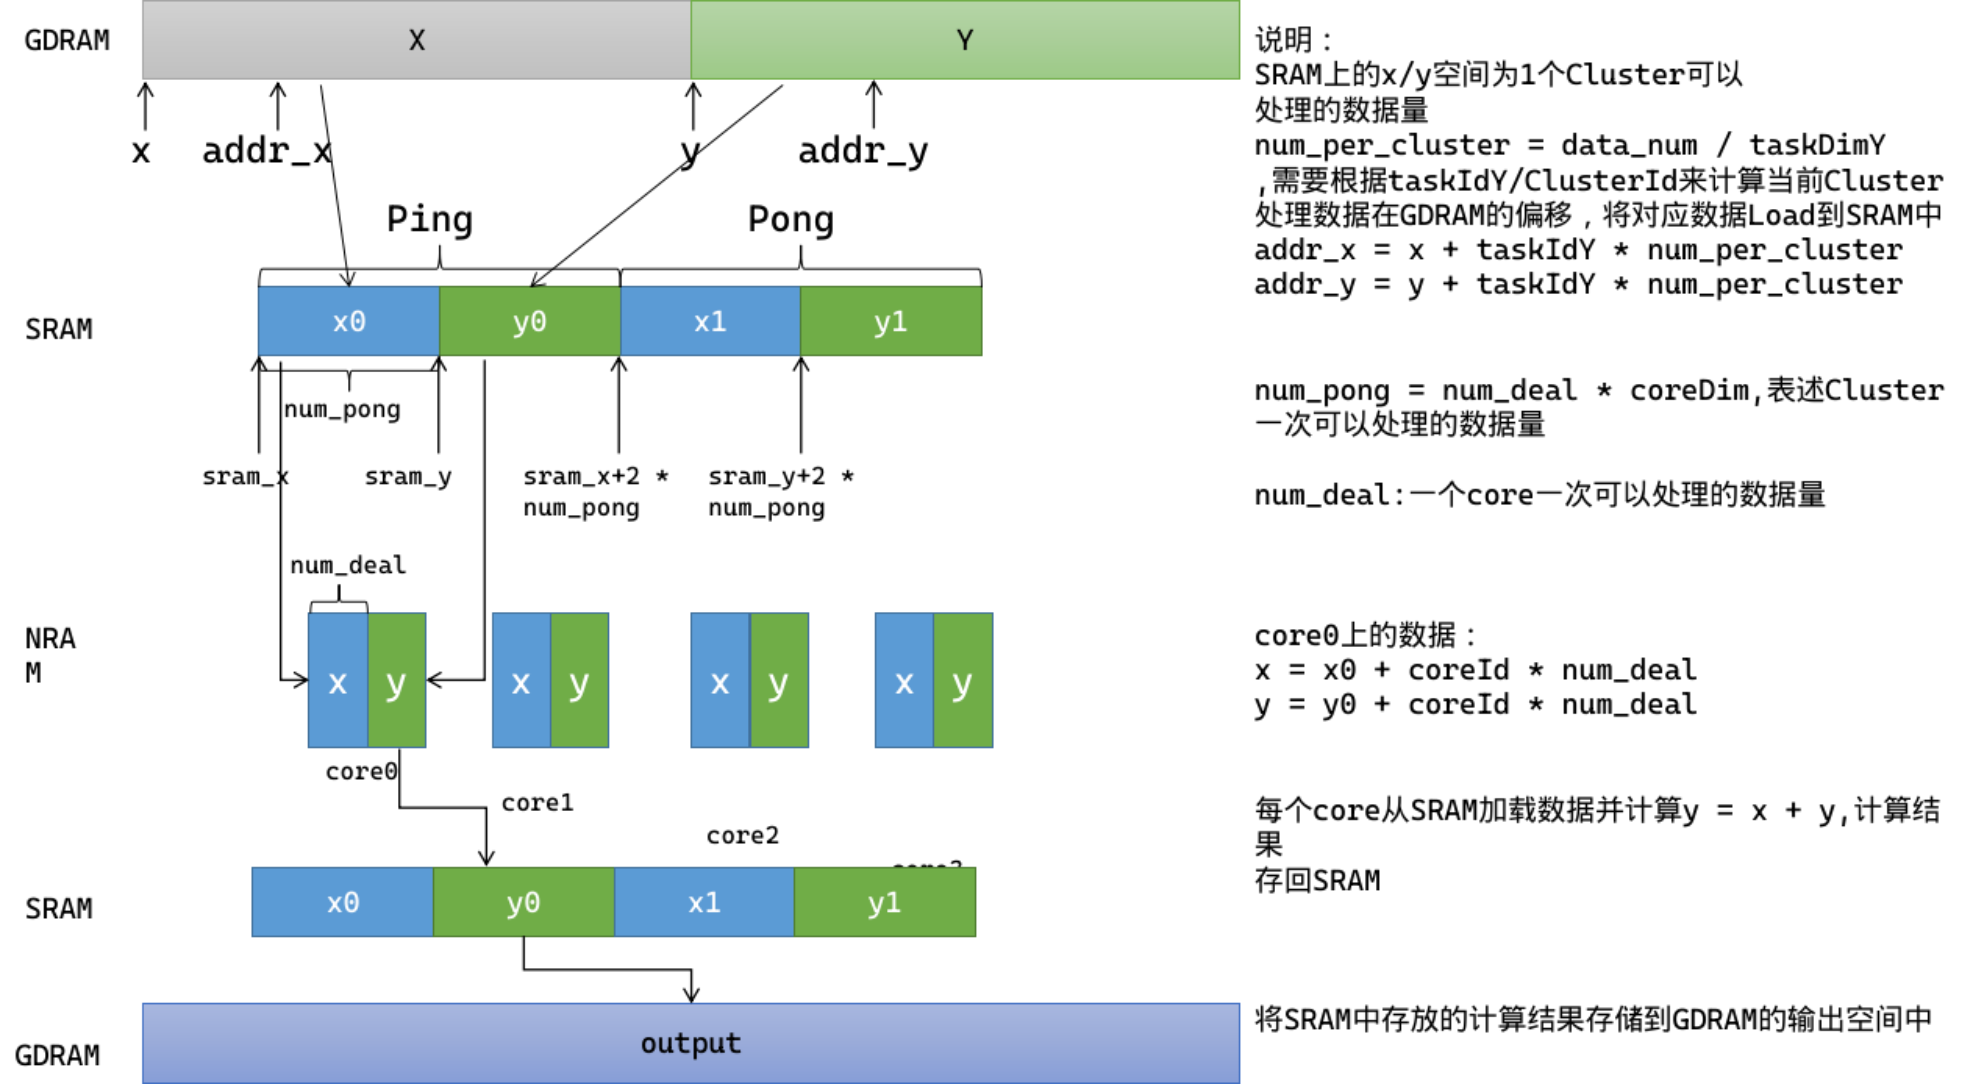 GDRAM
X
Y
x
addr_x
y
addr_y
Ping
Pong
SRAM
x0
y0
x1
y1
num_pong
sram_x
sram_y
sram_x+2 *
num_pong
sram_y+2 *
num_pong
num_deal
NRA
M
x
y
x
y
x
y
x
y
core0
core1
core2
SRAM
x0
y0
x1
y1
GDRAM
output
说明：
SRAM上的x/y空间为1个Cluster可以
处理的数据量
num_per_cluster = data_num / taskDimY
,需要根据taskIdY/ClusterId来计算当前Cluster
处理数据在GDRAM的偏移，将对应数据Load到SRAM中
addr_x = x + taskIdY * num_per_cluster
addr_y = y + taskIdY * num_per_cluster
num_pong = num_deal * coreDim,表述Cluster
一次可以处理的数据量
num_deal:一个core一次可以处理的数据量
core0上的数据：
x = x0 + coreId * num_deal
y = y0 + coreId * num_deal
每个core从SRAM加载数据并计算y = x + y,计算结
果
存回SRAM
将SRAM中存放的计算结果存储到GDRAM的输出空间中